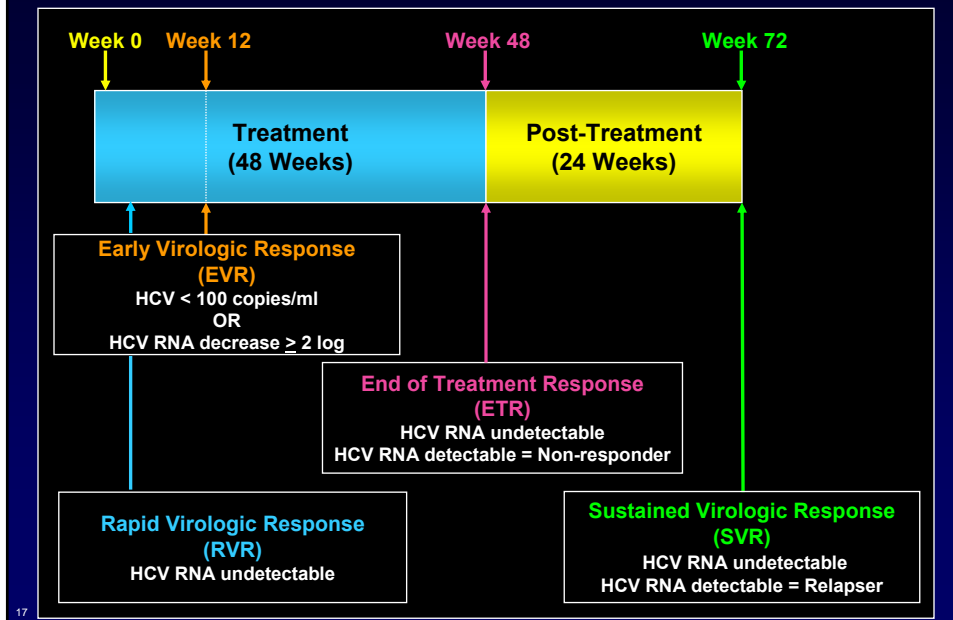 Week 0 Week 12 Week 48 Week 72
Treatment
(48 Weeks)
Post-Treatment
(24 Weeks)
Early Virologic Response
(EVR)
HCV < 100 copies/ml
OR
HCV RNA decrease > 2 log
End of Treatment Response
(ETR)
HCV RNA undetectable
HCV RNA detectable = Non-responder
Rapid Virologic Response
(RVR)
HCV RNA undetectable
Sustained Virologic Response
(SVR)
HCV RNA undetectable
HCV RNA detectable = Relapser
17